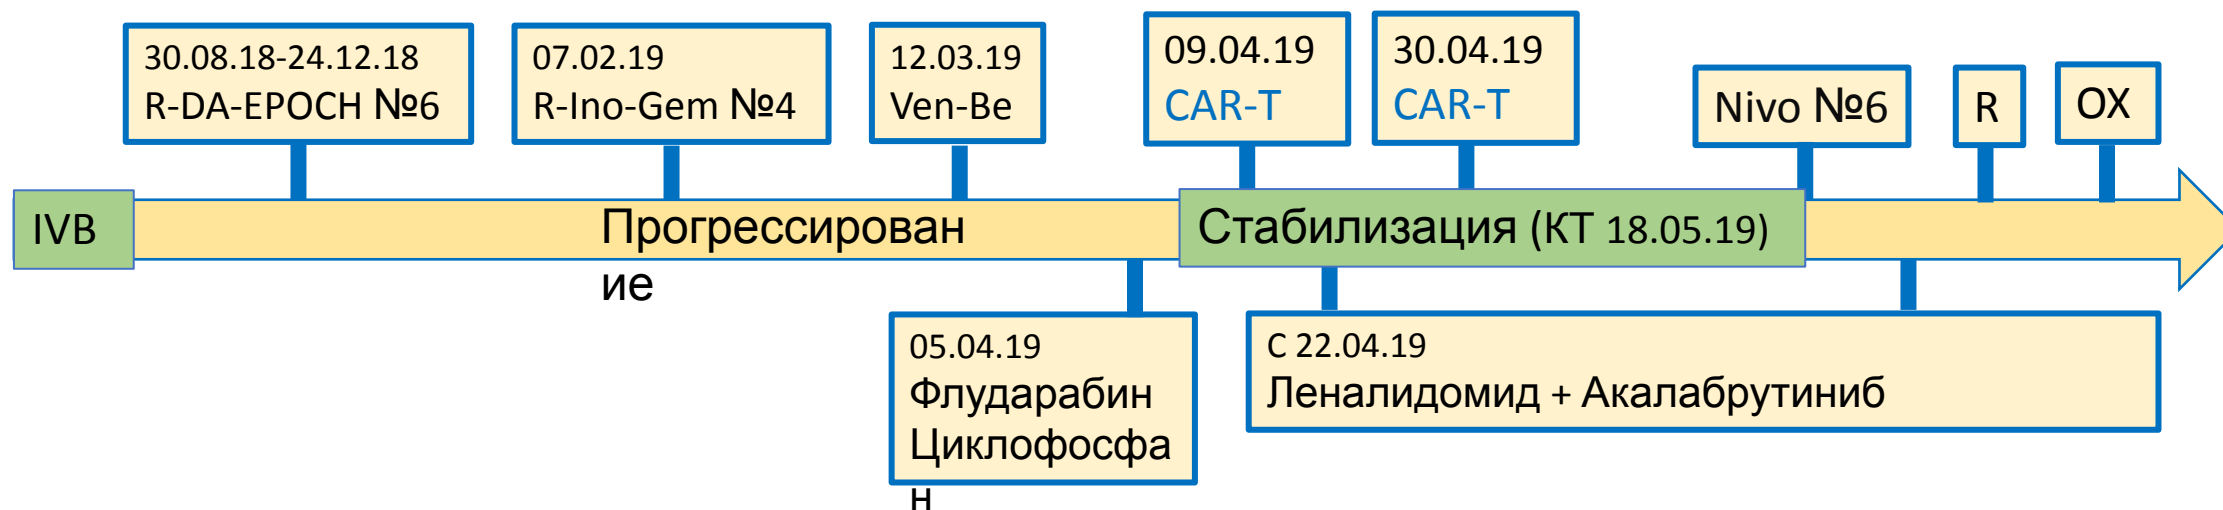 30.08.18-24.12.18
R-DA-EPOCH №6
07.02.19
R-Ino-Gem №4
12.03.19
Ven-Be
09.04.19
CAR-T
30.04.19
CAR-T
Nivo №6
R
OX
IVB
Прогрессирован
ие
Стабилизация (КТ 18.05.19)
05.04.19
Флударабин
Циклофосфа
н
С 22.04.19
Леналидомид + Акалабрутиниб